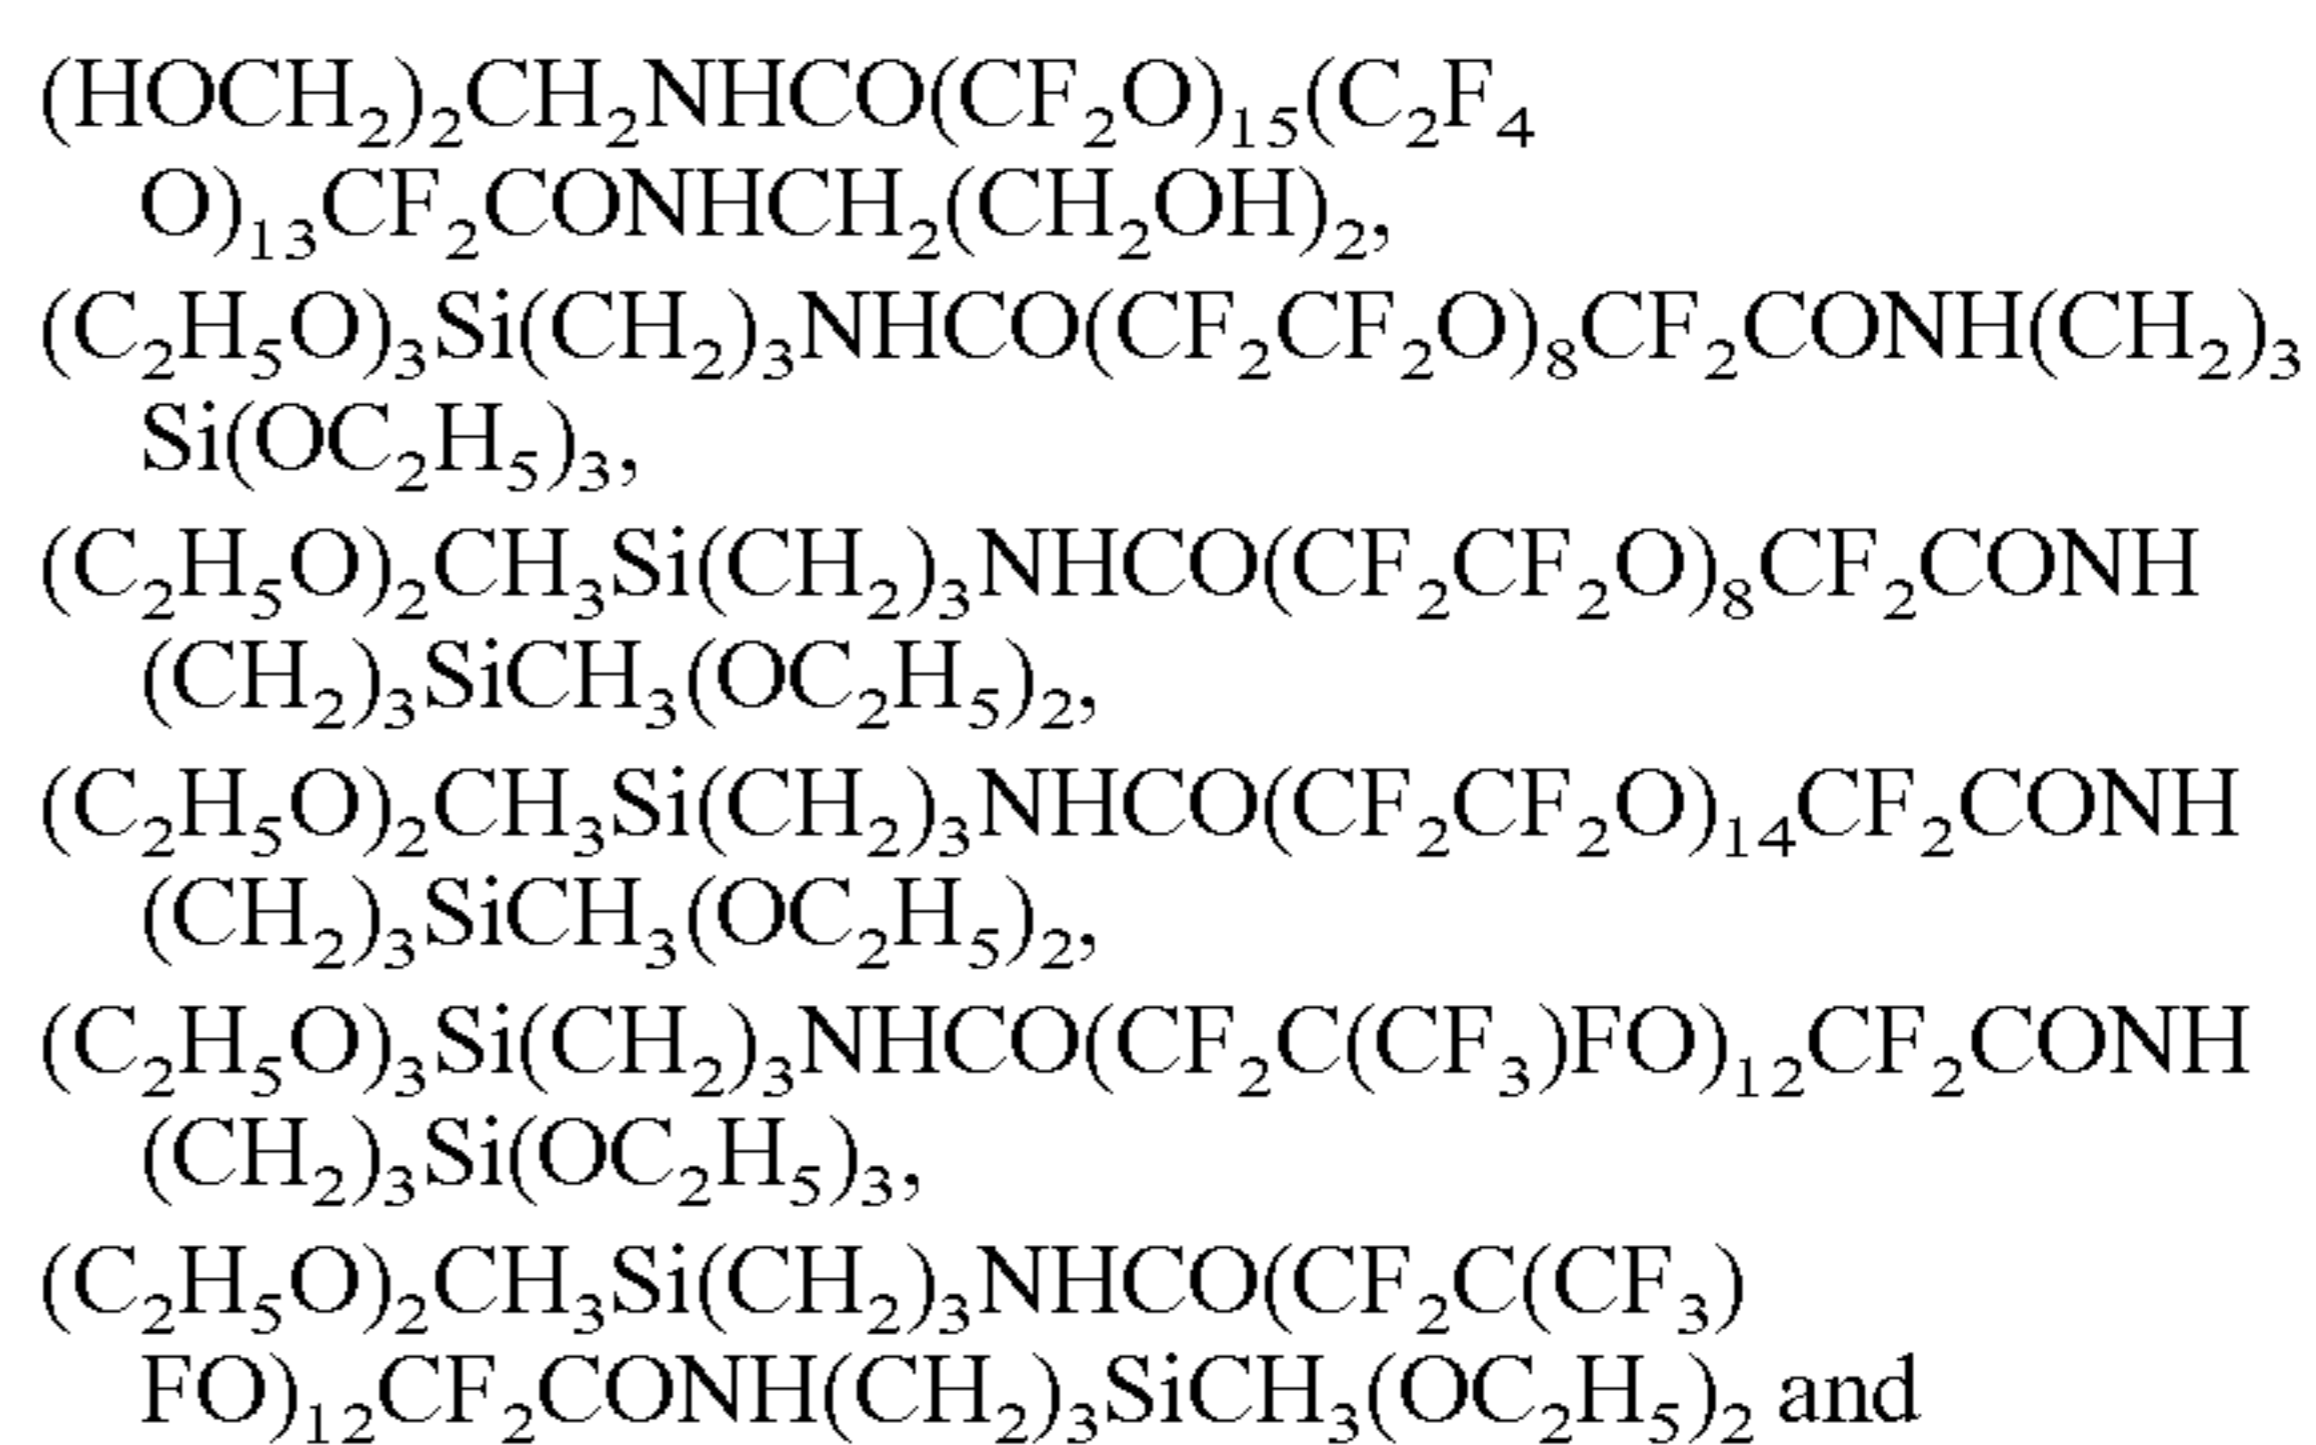 (HOCH₂)₂CH₂NHCO(CF₂O)₁₅(C₂F₄
O)₁₃CF₂CONHCH₂(CH₂OH)₂,
(C₂H₅O)₃Si(CH₂)₃NHCO(CF₂CF₂O)₈CF₂CONH(CH₂)₃
Si(OC₂H₅)₃,
(C₂H₅O)₂CH₃Si(CH₂)₃NHCO(CF₂CF₂O)₈CF₂CONH
(CH₂)₃SiCH₃(OC₂H₅)₂,
(C₂H₅O)₂CH₃Si(CH₂)₃NHCO(CF₂CF₂O)₁₄CF₂CONH
(CH₂)₃SiCH₃(OC₂H₅)₂,
(C₂H₅O)₃Si(CH₂)₃NHCO(CF₂C(CF₃)FO)₁₂CF₂CONH
(CH₂)₃Si(OC₂H₅)₃,
(C₂H₅O)₂CH₃Si(CH₂)₃NHCO(CF₂C(CF₃)
FO)₁₂CF₂CONH(CH₂)₃SiCH₃(OC₂H₅)₂ and